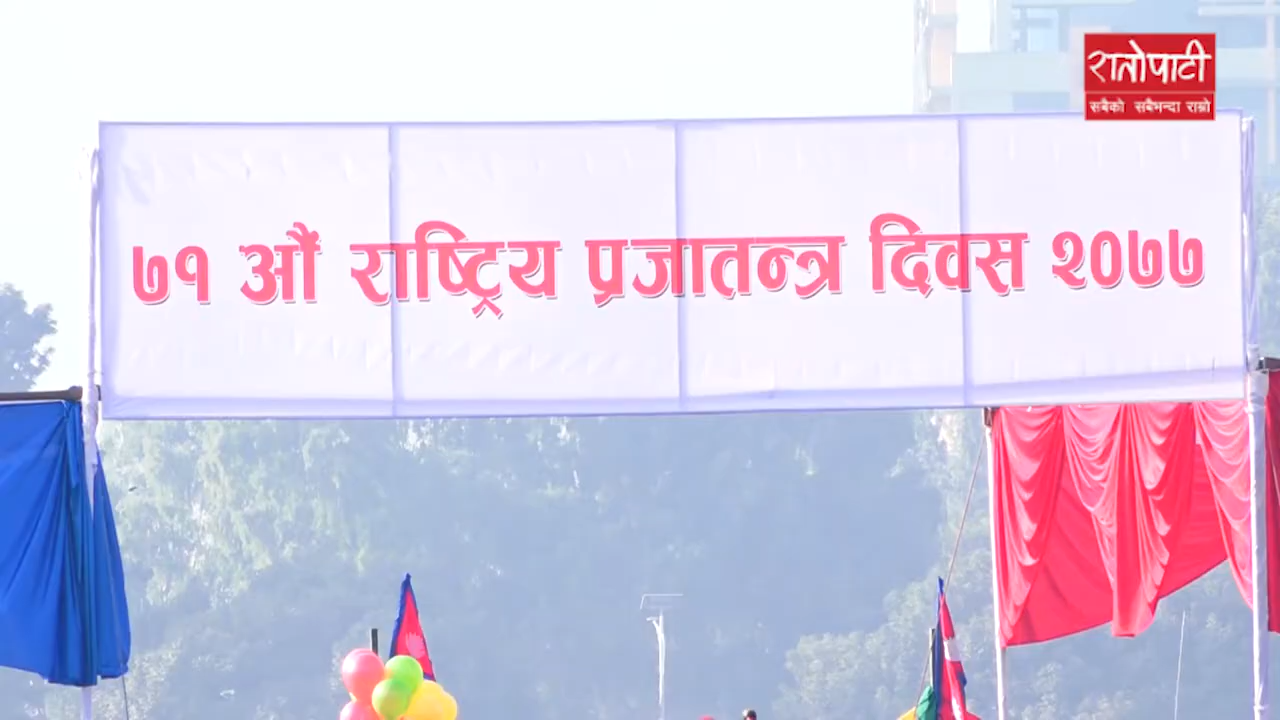 रातोपाटी
सबैको सबैभन्दा राम्रो
७१ औं राष्ट्रिय प्रजातन्त्र दिवस २०७७